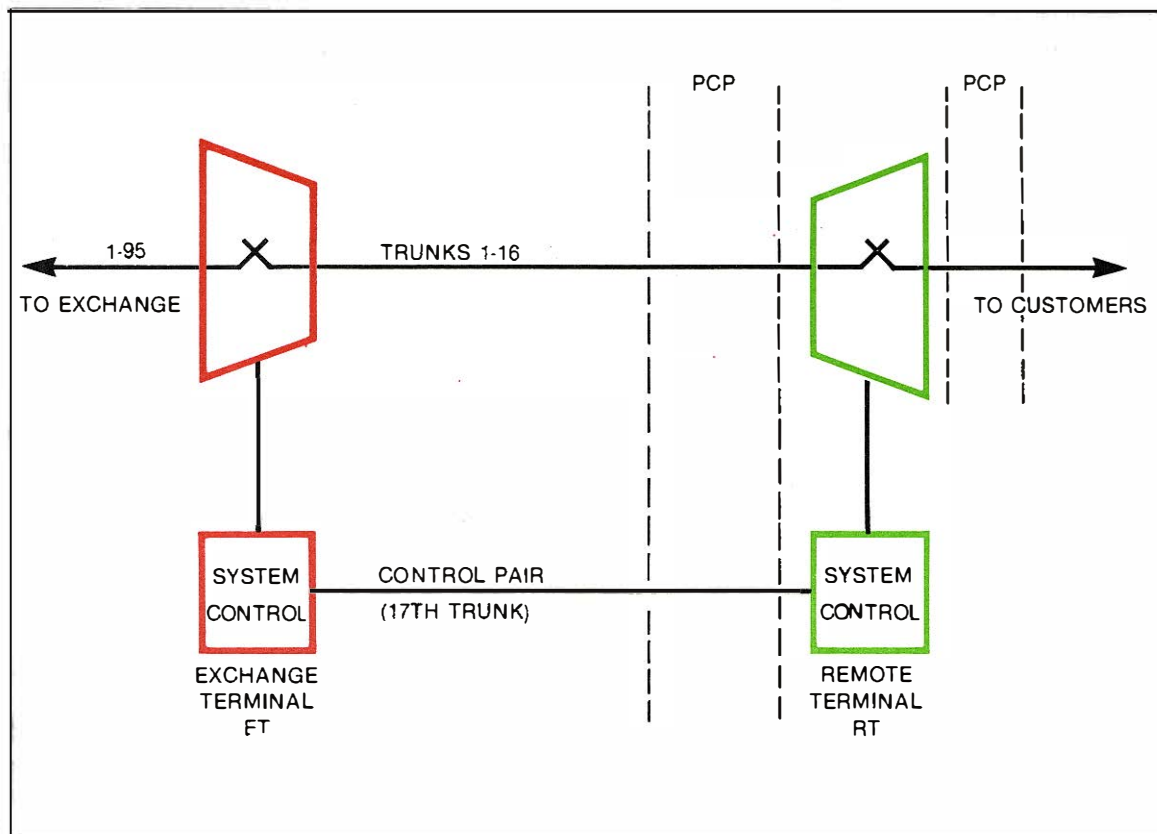 PCP
PCP
1-95
TRUNKS 1-16
TO EXCHANGE
TO CUSTOMERS
SYSTEM
CONTROL
CONTROL PAIR
(17TH TRUNK)
SYSTEM
CONTROL
EXCHANGE
TERMINAL
ET
REMOTE
TERMINAL
RT